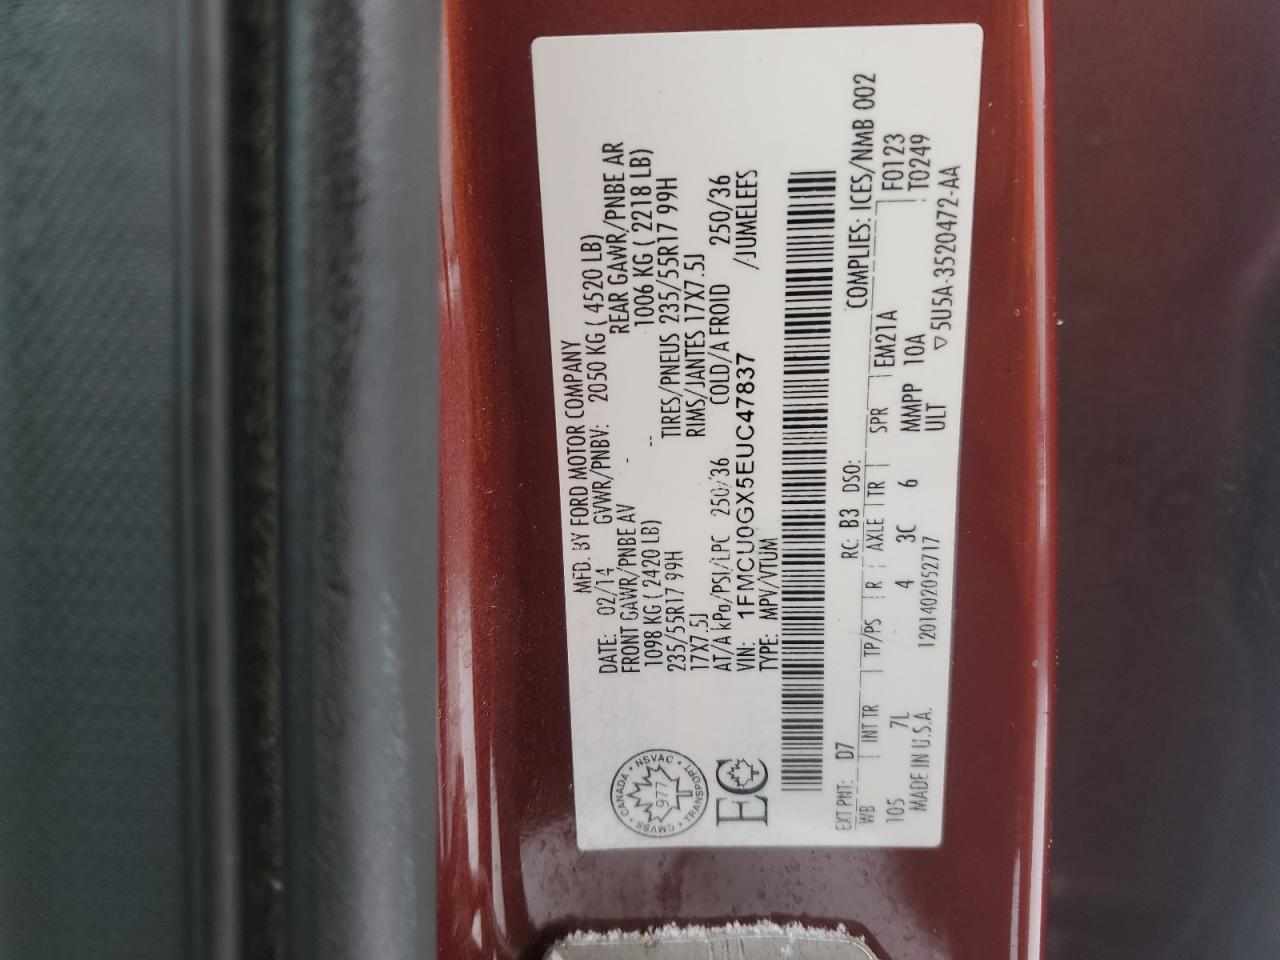 MFD. BY FORD MOTOR COMPANY
DATE: 02/14 GVWR/PNBV: 2050 KG ( 4520 LB)
FRONT GAWR/PNBE AV REAR GAWR/PNBE AR
1098 KG ( 2420 LB) 1006 KG ( 2218 LB)
235/55R17 99H TIRES/PNEUS 235/55R17 99H
17X7.5J RIMS/JANTES 17X7.5J
AT/A kPa/PSI/LPC 250/36 COLD/A FROID 250/36
VIN: 1FMCU0GX5EUC47837 /-JUMELEES
TYPE: MPV/VTUM
CANADA • NSVAC • TRANSPORT • CMVSS •
977
EC
COMPLIES: ICES/NMB 002
EXT PNT: D7 RC: B3 DSO:
WB INT TR TP/PS R AXLE TR SPR EM21A F0123
105 7L 4 3C 6 MMPP 10A T0249
ULT
MADE IN U.S.A. 1201402052717 5U5A-3520472-AA